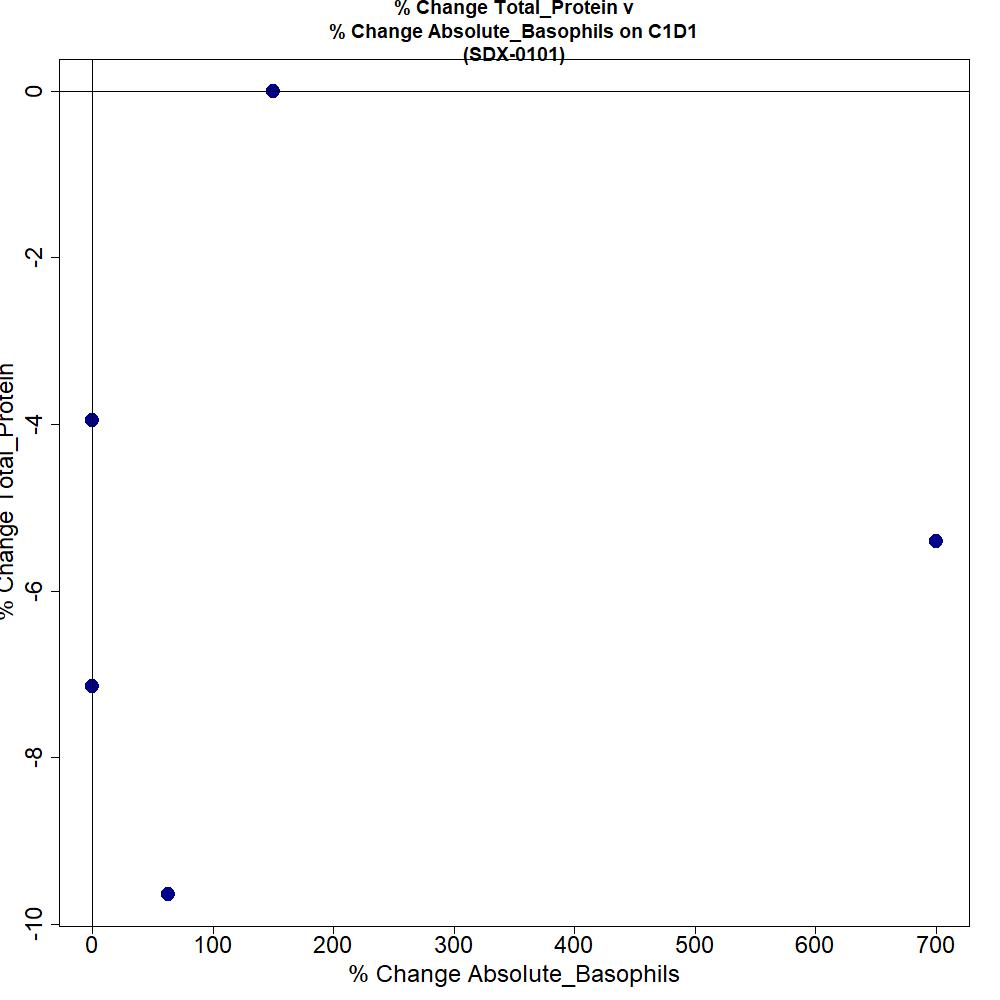 % Change Total_Protein v
% Change Absolute_Basophils on C1D1
(SDX-0101)
% Change Total_Protein
0
-2
-4
-6
-8
-10
0 100 200 300 400 500 600 700
% Change Absolute_Basophils